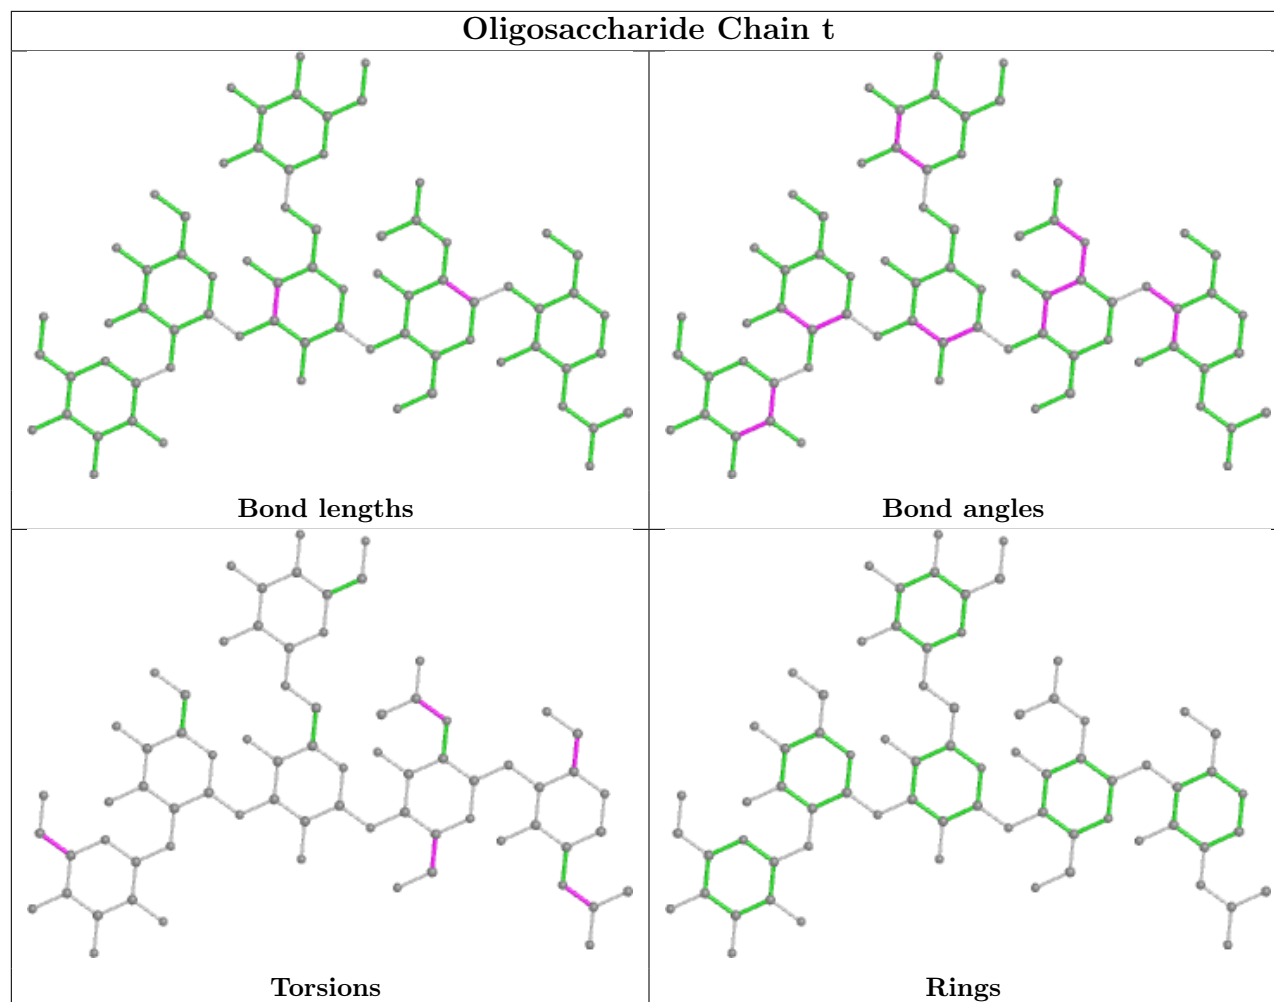 Oligosaccharide Chain t
Bond lengths
Bond angles
Torsions
Rings